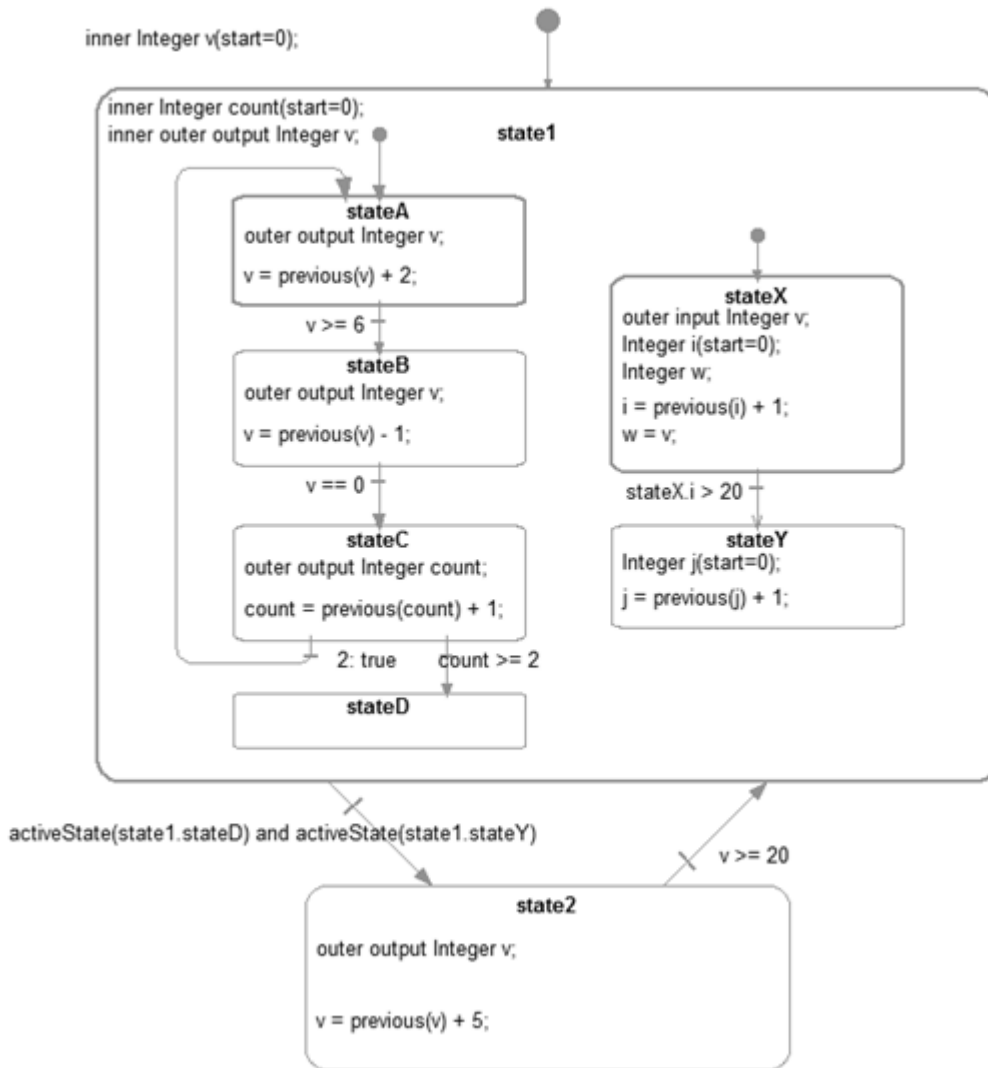 inner Integer v(start=0);
inner Integer count(start=0);
inner outer output Integer v;
state1
stateA
outer output Integer v;
v = previous(v) + 2;
v >= 6
stateB
outer output Integer v;
v = previous(v) - 1;
v == 0
stateC
outer output Integer count;
count = previous(count) + 1;
2: true
count >= 2
stateD
stateX
outer input Integer v;
Integer i(start=0);
Integer w;
i = previous(i) + 1;
w = v;
stateX.i > 20
stateY
Integer j(start=0);
j = previous(j) + 1;
activeState(state1.stateD) and activeState(state1.stateY)
v >= 20
state2
outer output Integer v;
v = previous(v) + 5;